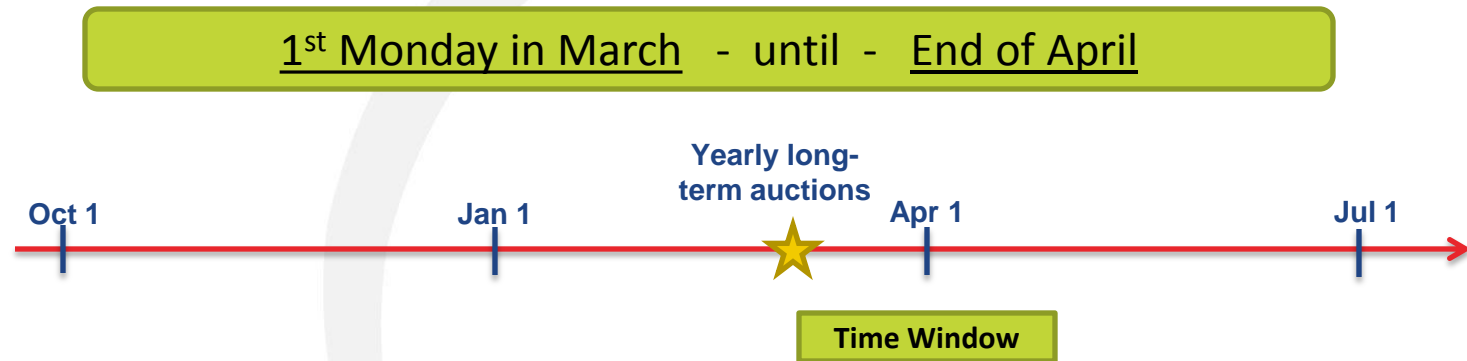 1st Monday in March - until - End of April
Yearly long-
term auctions
Oct 1
Jan 1
Apr 1
Jul 1
Time Window